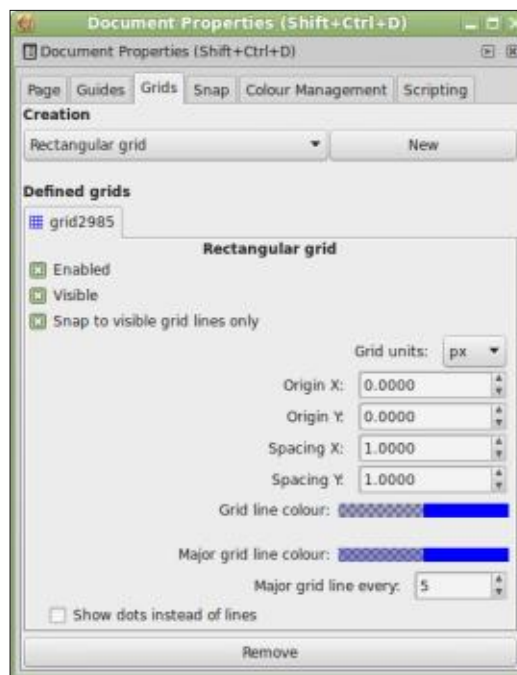 Document Properties (Shift+Ctrl+D)
Document Properties (Shift+Ctrl+D)
Page Guides Grids Snap Colour Management Scripting
Creation
Rectangular grid New
Defined grids
grid2985
Rectangular grid
Enabled
Visible
Snap to visible grid lines only
Grid units: px
Origin X: 0.0000
Origin Y: 0.0000
Spacing X: 1.0000
Spacing Y: 1.0000
Grid line colour:
Major grid line colour:
Major grid line every: 5
Show dots instead of lines
Remove